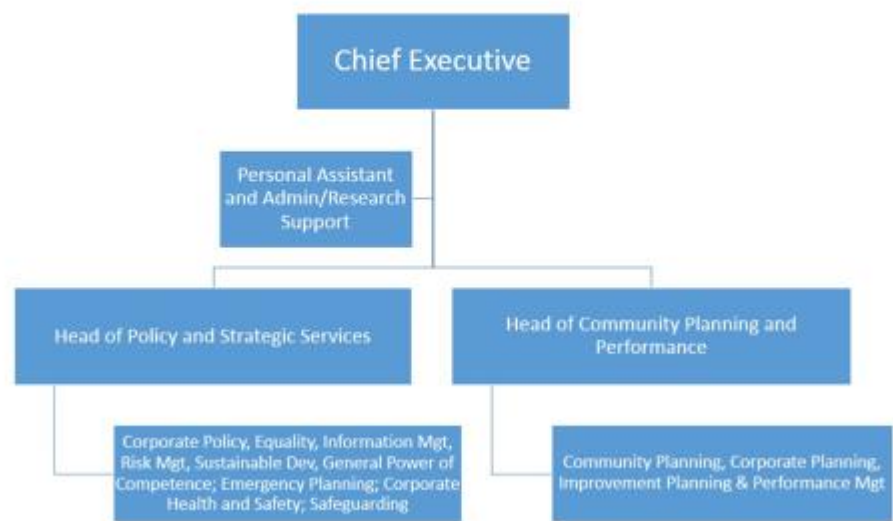 Chief Executive
Personal Assistant
and Admin/Research
Support
Head of Policy and Strategic Services
Head of Community Planning and
Performance
Corporate Policy, Equality, Information Mgt,
Risk Mgt, Sustainable Dev, General Power of
Competence; Emergency Planning; Corporate
Health and Safety; Safeguarding
Community Planning, Corporate Planning,
Improvement Planning & Performance Mgt